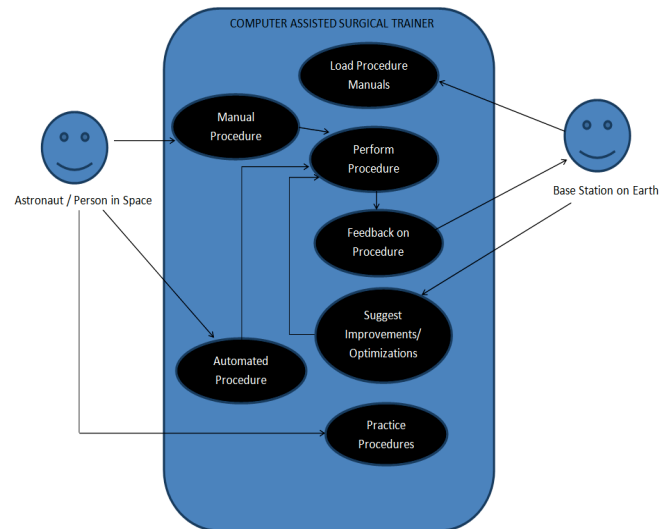 COMPUTER ASSISTED SURGICAL TRAINER
Load Procedure
Manuals
Manual
Procedure
Perform
Procedure
Astronaut / Person in Space
Base Station on Earth
Feedback on
Procedure
Suggest
Improvements/
Optimizations
Automated
Procedure
Practice
Procedures